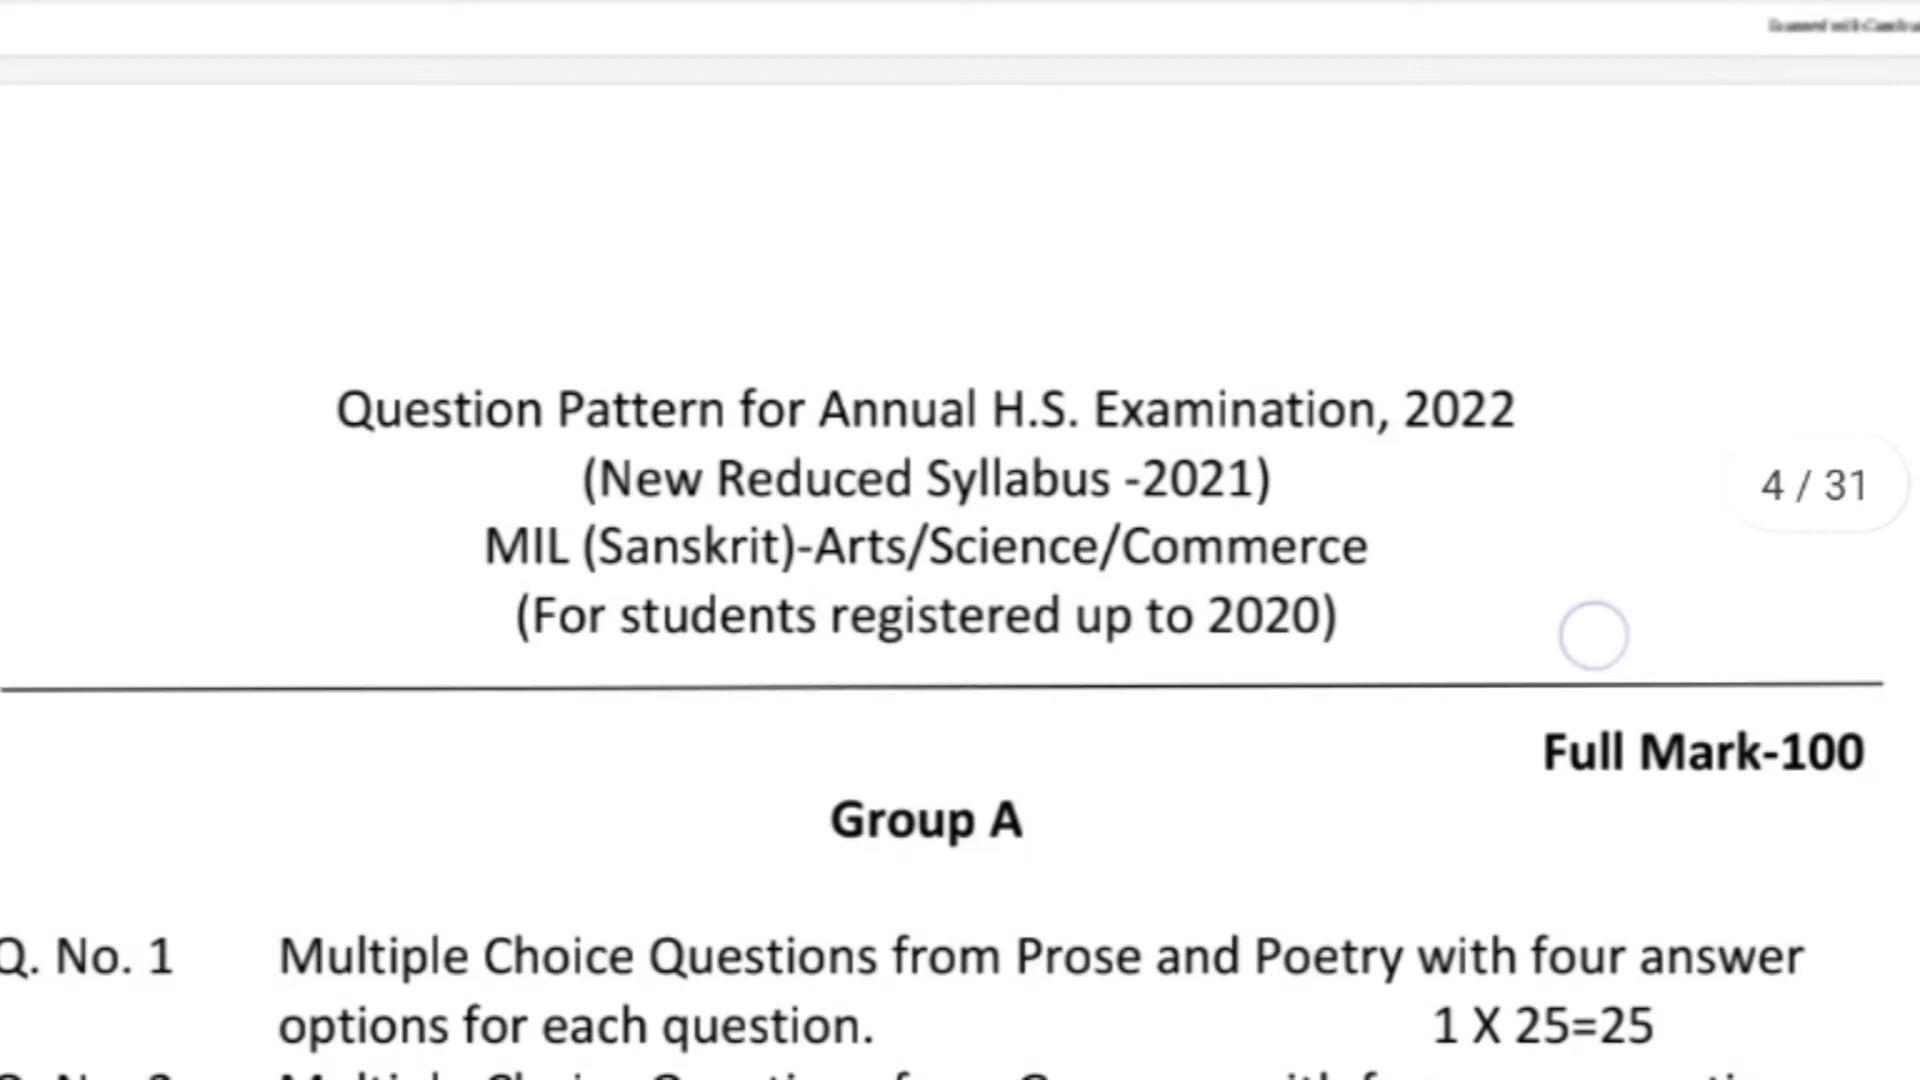 Question Pattern for Annual H.S. Examination, 2022
(New Reduced Syllabus -2021)
4 / 31
MIL (Sanskrit)-Arts/Science/Commerce
(For students registered up to 2020)
Full Mark-100
Group A
Q. No. 1 Multiple Choice Questions from Prose and Poetry with four answer
options for each question. 1 X 25=25